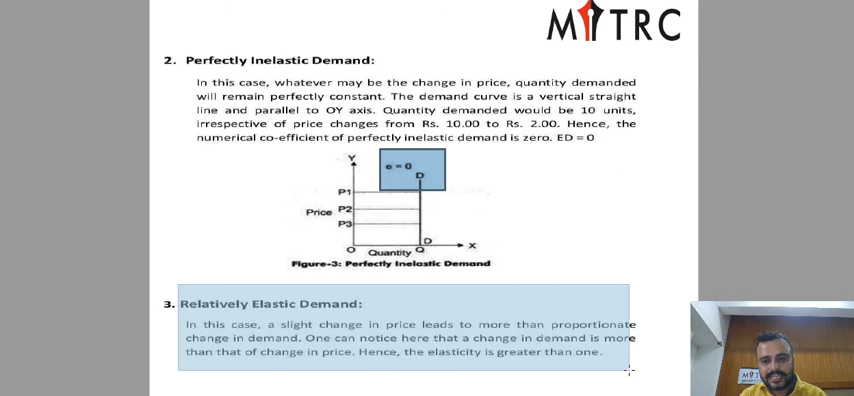 MITRC
2. Perfectly Inelastic Demand:
In this case, whatever may be the change in price, quantity demanded
will remain perfectly constant. The demand curve is a vertical straight
line and parallel to OY axis. Quantity demanded would be 10 units,
irrespective of price changes from Rs. 10.00 to Rs. 2.00. Hence, the
numerical co-efficient of perfectly inelastic demand is zero. ED = 0
Y
e = 0
D
P1
Price P2
P3
D
X
O
Quantity Q
Figure-3: Perfectly Inelastic Demand
3. Relatively Elastic Demand:
In this case, a slight change in price leads to more than proportionate
change in demand. One can notice here that a change in demand is more
than that of change in price. Hence, the elasticity is greater than one.